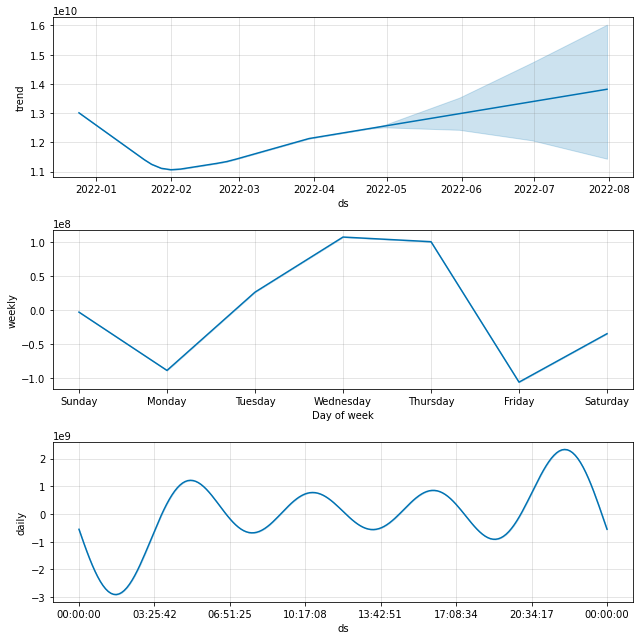 1e10
1.6
1.5
1.4
1.3
1.2
1.1
trend
2022-01 2022-02 2022-03 2022-04 2022-05 2022-06 2022-07 2022-08
ds
1e8
1.0
0.5
0.0
−0.5
−1.0
weekly
Sunday Monday Tuesday Wednesday Thursday Friday Saturday
Day of week
1e9
2
1
0
−1
−2
−3
daily
00:00:00 03:25:42 06:51:25 10:17:08 13:42:51 17:08:34 20:34:17 00:00:00
ds